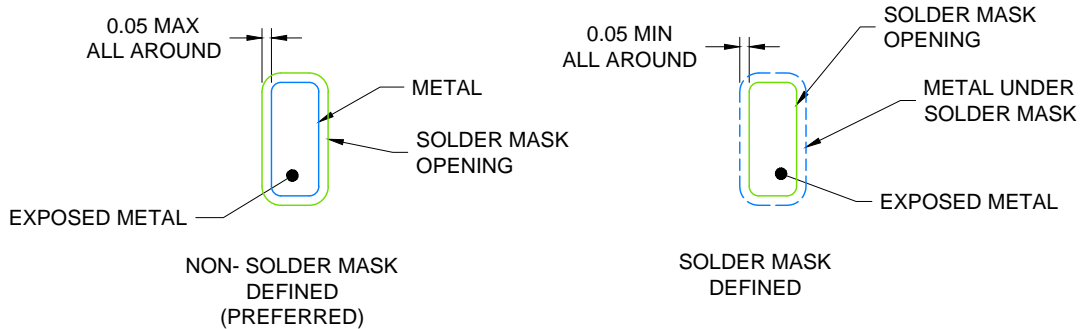 0.05 MAX
ALL AROUND
METAL
SOLDER MASK
OPENING
EXPOSED METAL
NON- SOLDER MASK
DEFINED
(PREFERRED)
0.05 MIN
ALL AROUND
SOLDER MASK
OPENING
METAL UNDER
SOLDER MASK
EXPOSED METAL
SOLDER MASK
DEFINED